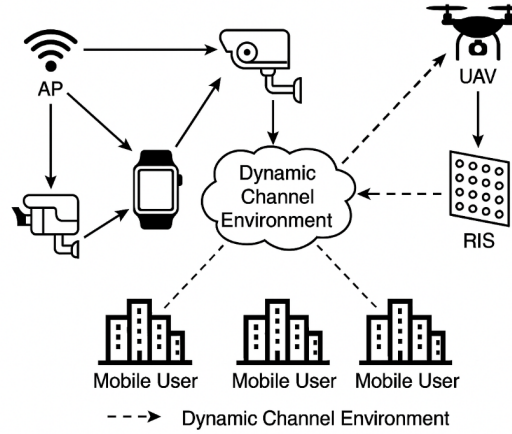 AP
UAV
Dynamic
Channel
Environment
RIS
Mobile User
Mobile User
Mobile User
Dynamic Channel Environment